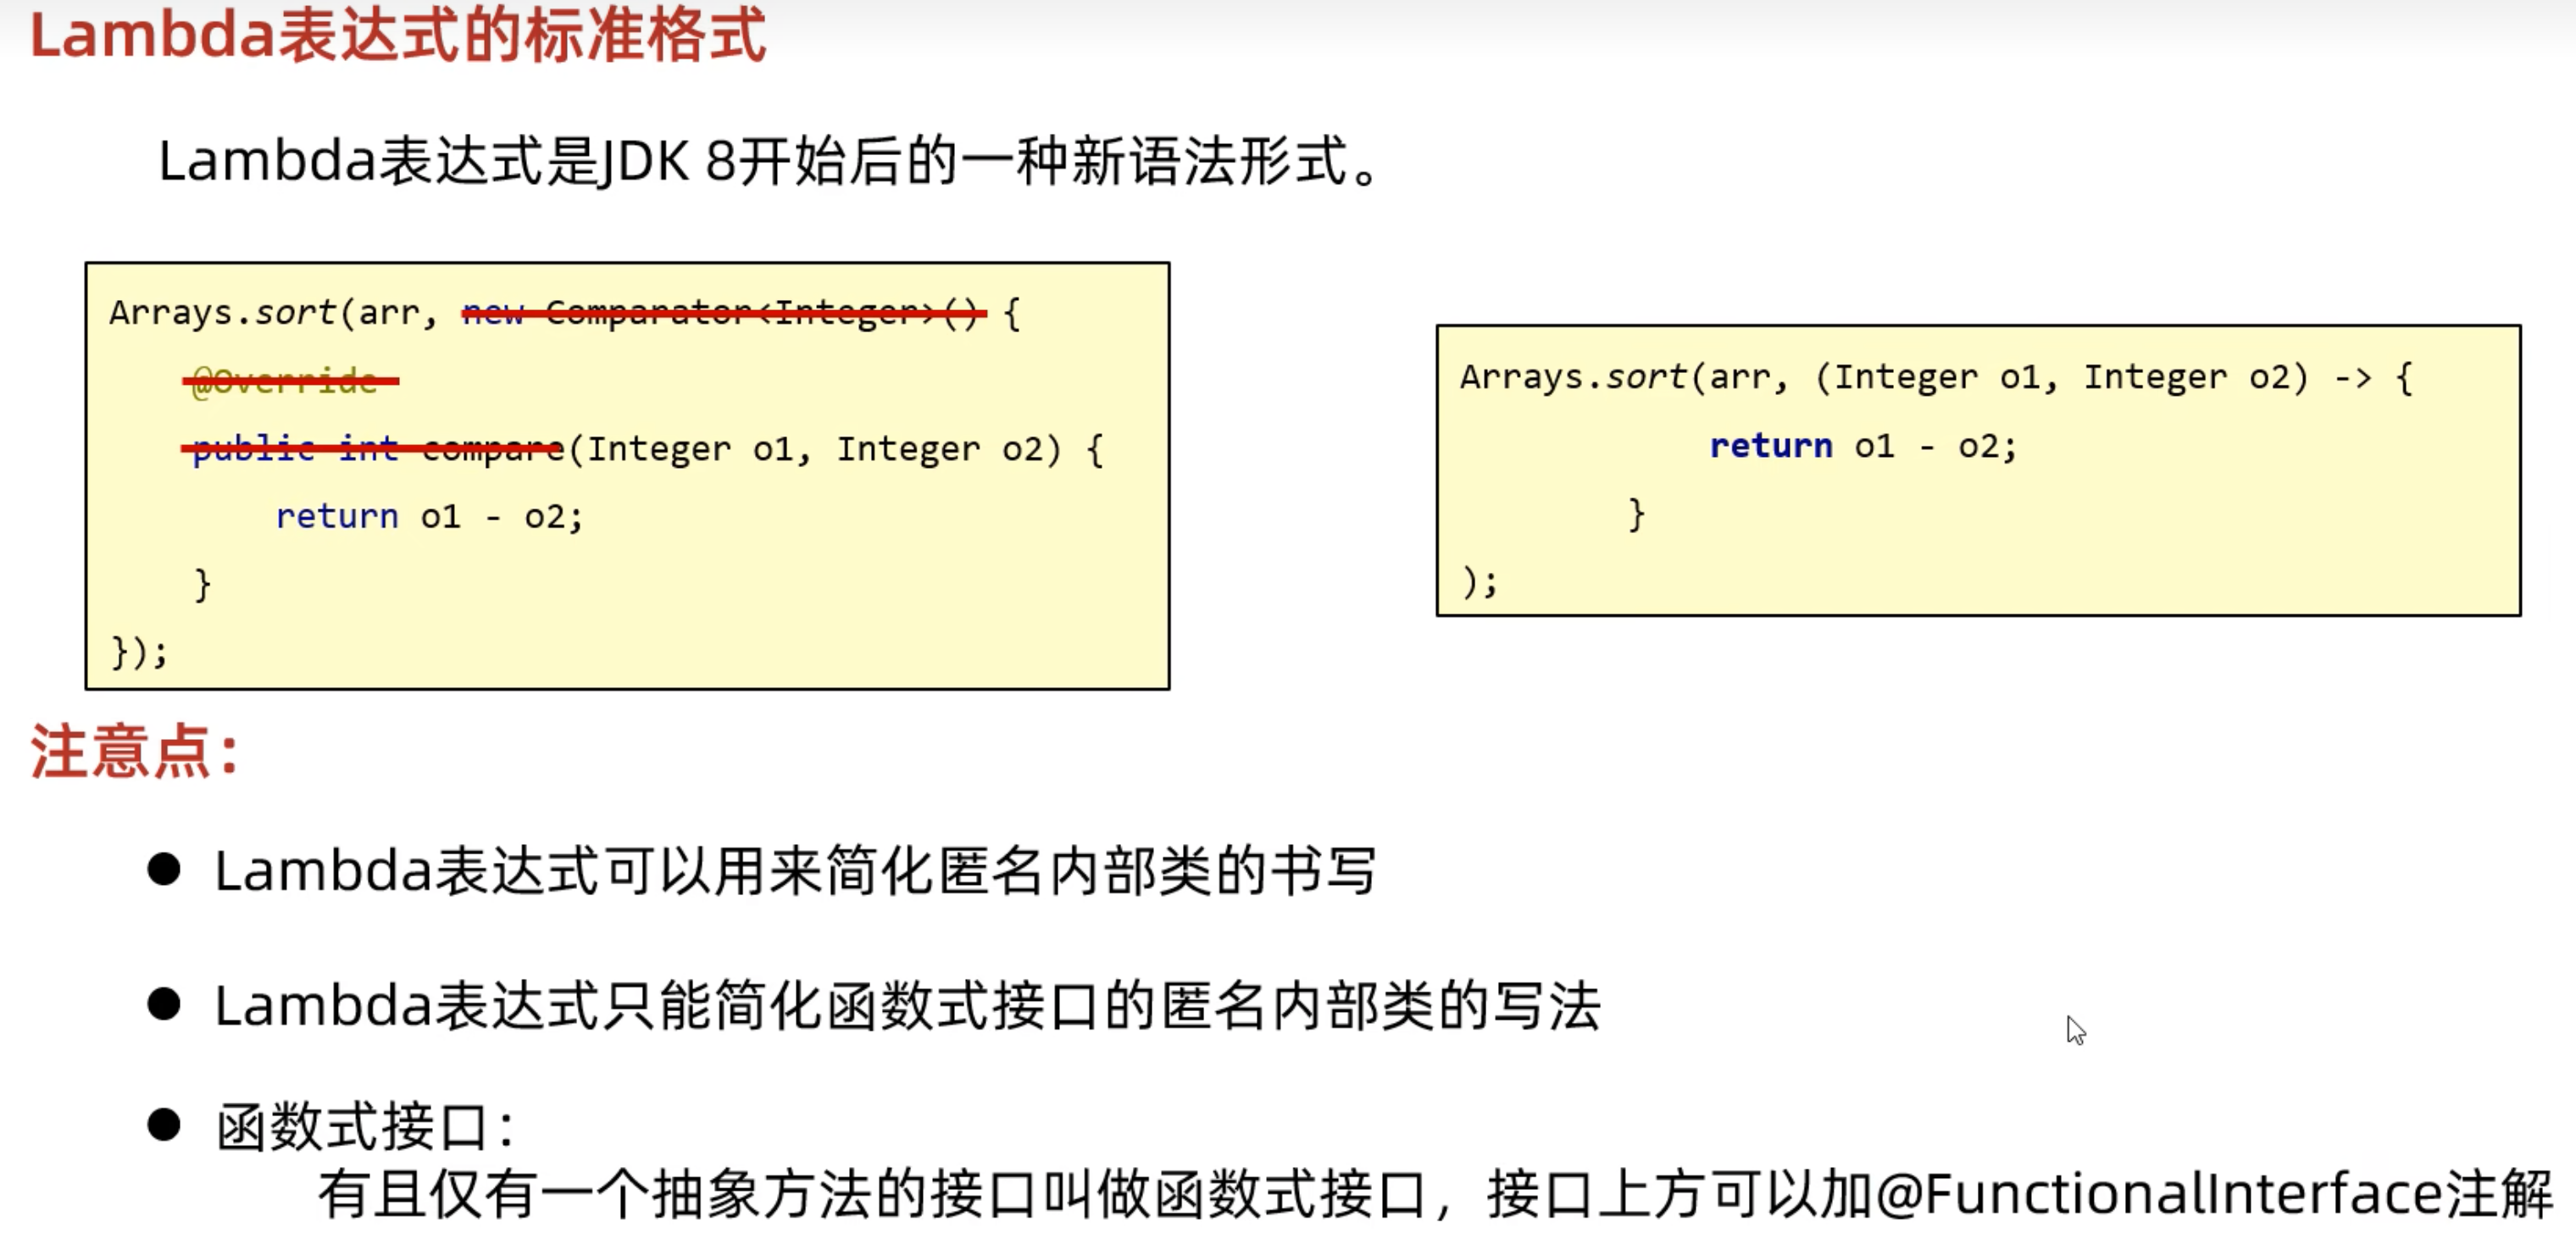 Lambda表达式的标准格式
Lambda表达式是JDK 8开始后的一种新语法形式。
Arrays.sort(arr, new Comparator<Integer>() {
@Override
public int compare(Integer o1, Integer o2) {
return o1 - o2;
}
});
Arrays.sort(arr, (Integer o1, Integer o2) -> {
return o1 - o2;
}
);
注意点：
● Lambda表达式可以用来简化匿名内部类的书写
● Lambda表达式只能简化函数式接口的匿名内部类的写法
● 函数式接口：
有且仅有一个抽象方法的接口叫做函数式接口，接口上方可以加@FunctionalInterface注解